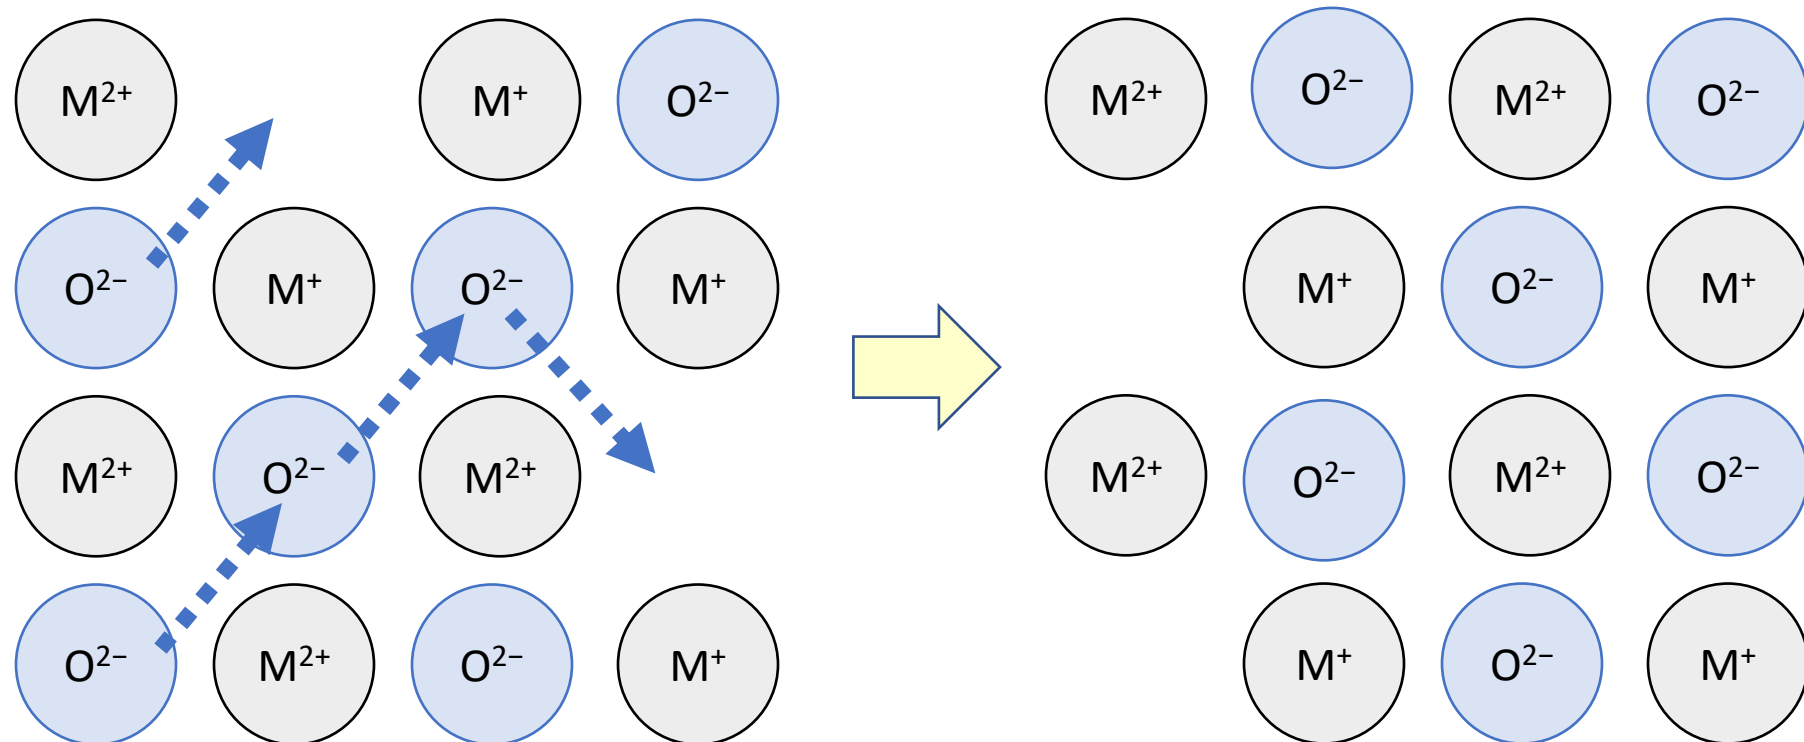 M²⁺ M⁺ O²⁻ M²⁺ O²⁻ M²⁺ O²⁻
O²⁻ M⁺ O²⁻ M⁺ M⁺ O²⁻ M⁺
M²⁺ O²⁻ M²⁺ M²⁺ O²⁻ M²⁺ O²⁻
O²⁻ M²⁺ O²⁻ M⁺ M⁺ O²⁻ M⁺